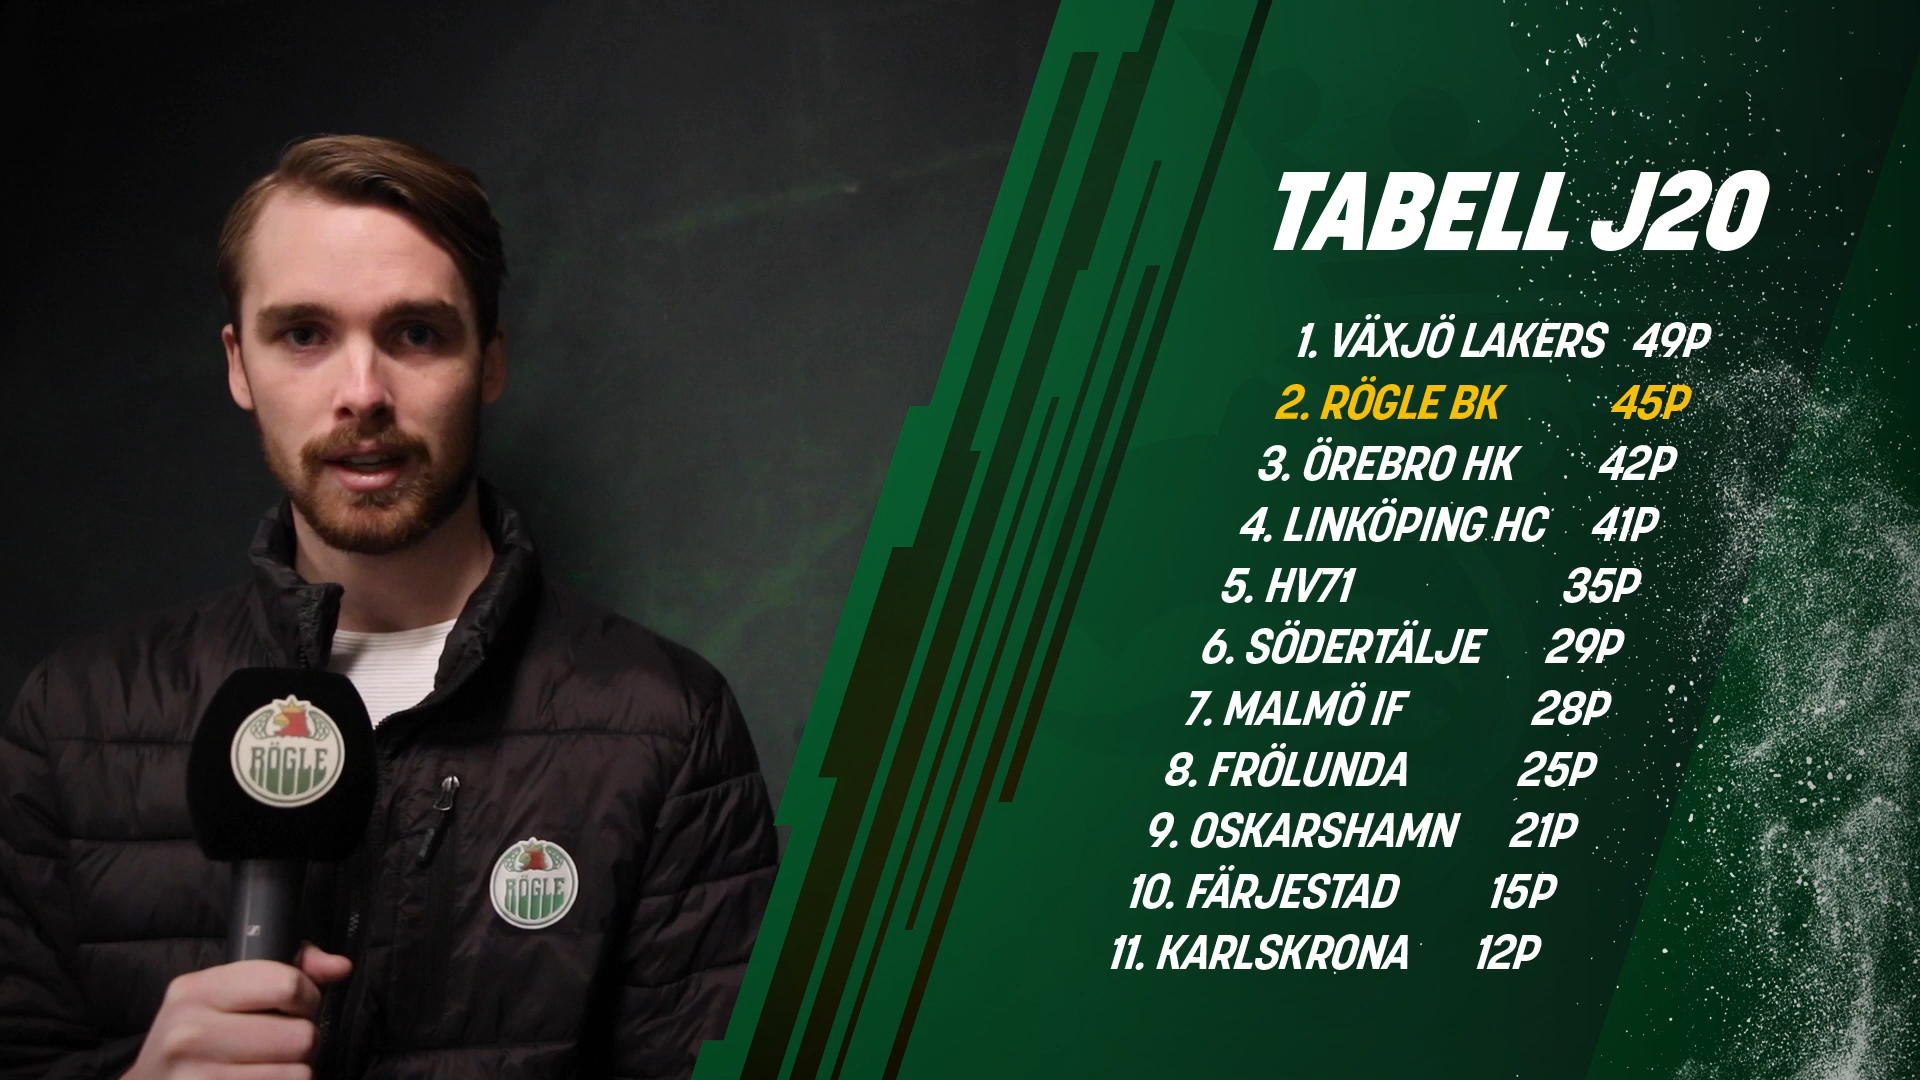 TABELL J20
1. VÄXJÖ LAKERS 49P
2. RÖGLE BK 45P
3. ÖREBRO HK 42P
4. LINKÖPING HC 41P
5. HV71 35P
6. SÖDERTÄLJE 29P
7. MALMÖ IF 28P
8. FRÖLUNDA 25P
9. OSKARSHAMN 21P
10. FÄRJESTAD 15P
11. KARLSKRONA 12P
RÖGLE
RÖGLE